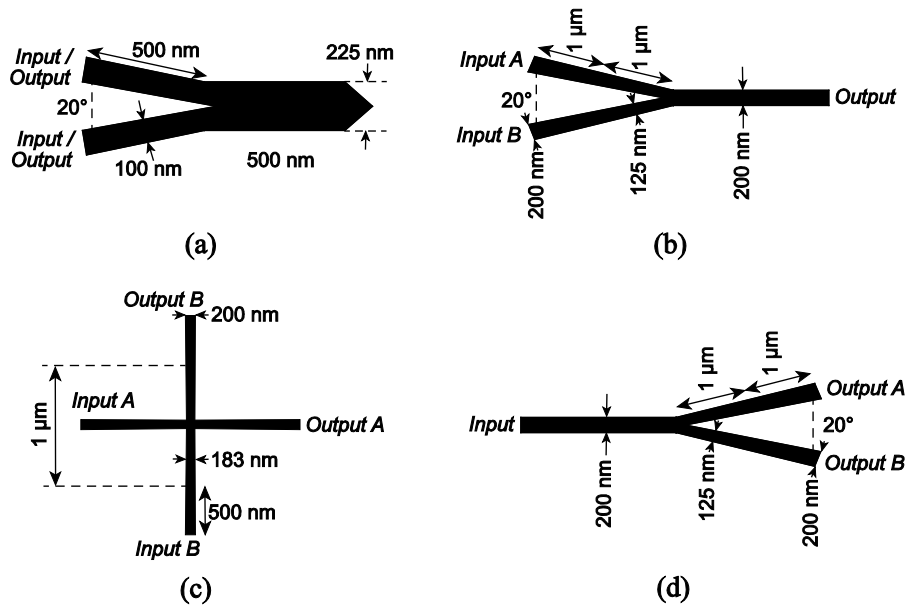 Input /
Output
500 nm
225 nm
20°
Input /
Output
100 nm
500 nm
(a)
Input A
1 µm
1 µm
20°
Input B
Output
200 nm
125 nm
200 nm
(b)
Output B
200 nm
1 µm
Input A
Output A
183 nm
500 nm
Input B
(c)
1 µm
1 µm
Output A
Input
20°
Output B
200 nm
125 nm
200 nm
(d)